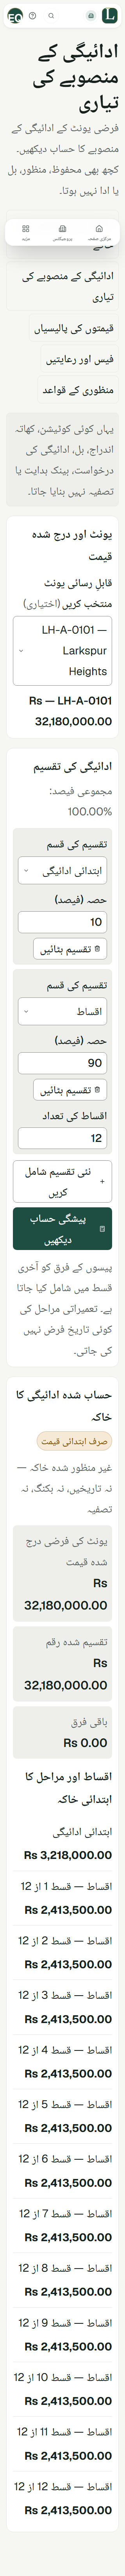 EO
L
ادائیگی کے
منصوبے کی
تیاری
فرضی یونٹ کے ادائیگی کے
منصوبے کا حساب دیکھیں۔
یہ کچھ بھی محفوظ، منظور، بل
یا ادا نہیں ہوتا۔
مرکزی صفحہ
پروجیکٹس
مزید
ادائیگی کے منصوبے کی
تیاری
قیمتوں کی پالیسیاں
فیس اور رعایتیں
منظوری کے قواعد
یہاں کوئی کوٹیشن، کھاتہ
اندراج، بل، ادائیگی کی
درخواست، بینک ہدایت یا
تصفیہ نہیں بنایا جاتا۔
یونٹ اور درج شدہ
قیمت
قابلِ رسائی یونٹ
منتخب کریں (اختیاری)
LH-A-0101 —
Larkspur
Heights
Rs — LH-A-0101
32,180,000.00
ادائیگی کی تقسیم
مجموعی فیصد:
100.00%
تقسیم کی قسم
ابتدائی ادائیگی
حصہ (فیصد)
10
تقسیم ہٹائیں
تقسیم کی قسم
اقساط
حصہ (فیصد)
90
تقسیم ہٹائیں
اقساط کی تعداد
12
نئی تقسیم شامل
کریں
پیشگی حساب
دیکھیں
پیسوں کے فرق کو آخری
قسط میں شامل کیا جاتا
ہے۔ تعمیراتی مراحل کی
کوئی تاریخ فرض نہیں
کی جاتی۔
حساب شدہ ادائیگی کا
خاکہ
صرف ابتدائی قیمت
غیر منظور شدہ خاکہ —
نہ تاریخیں، نہ بکنگ، نہ
تصفیہ
یونٹ کی فرضی درج
شدہ قیمت
Rs
32,180,000.00
تقسیم شدہ رقم
Rs
32,180,000.00
باقی فرق
Rs 0.00
اقساط اور مراحل کا
ابتدائی خاکہ
ابتدائی ادائیگی
Rs 3,218,000.00
اقساط — قسط 1 از 12
Rs 2,413,500.00
اقساط — قسط 2 از 12
Rs 2,413,500.00
اقساط — قسط 3 از 12
Rs 2,413,500.00
اقساط — قسط 4 از 12
Rs 2,413,500.00
اقساط — قسط 5 از 12
Rs 2,413,500.00
اقساط — قسط 6 از 12
Rs 2,413,500.00
اقساط — قسط 7 از 12
Rs 2,413,500.00
اقساط — قسط 8 از 12
Rs 2,413,500.00
اقساط — قسط 9 از 12
Rs 2,413,500.00
اقساط — قسط 10 از 12
Rs 2,413,500.00
اقساط — قسط 11 از 12
Rs 2,413,500.00
اقساط — قسط 12 از 12
Rs 2,413,500.00